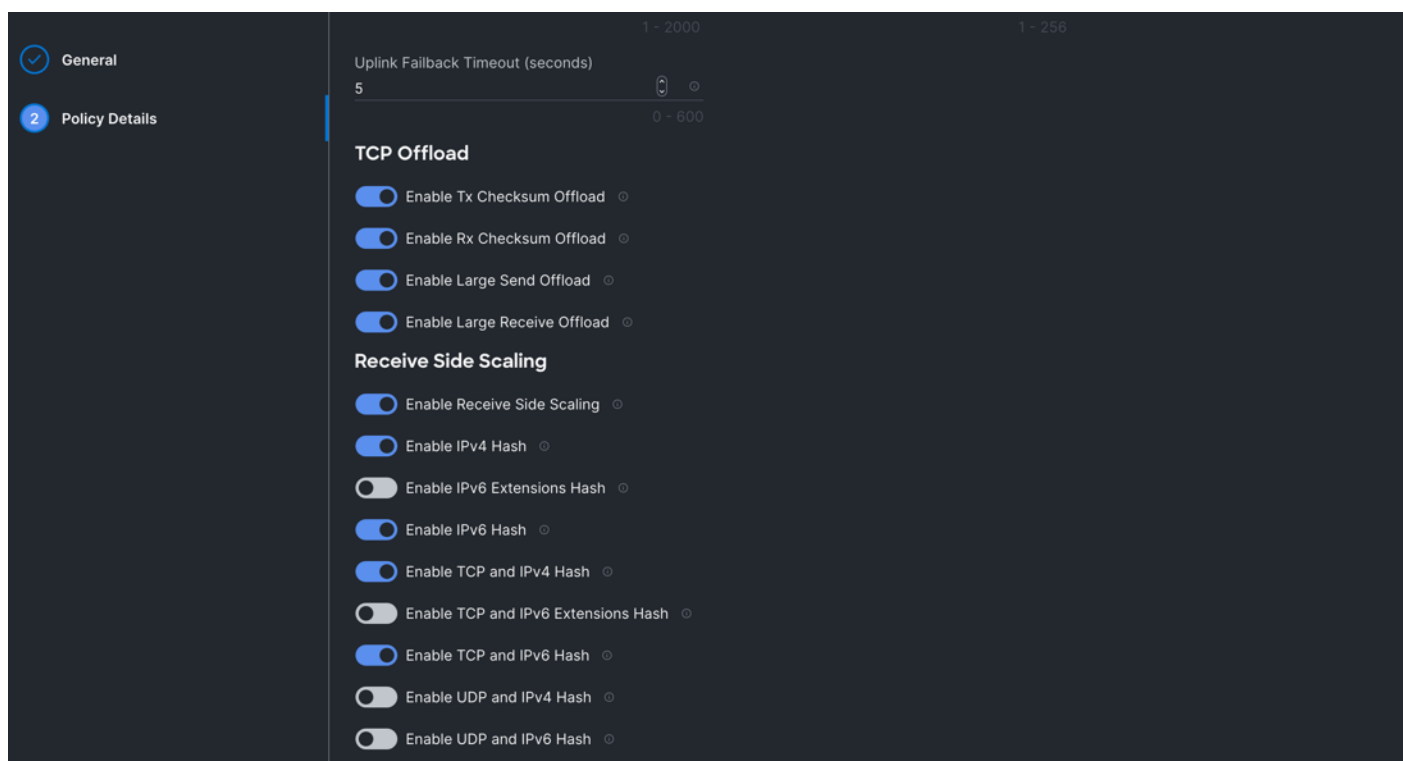 1 - 2000
1 - 256
General
Uplink Failback Timeout (seconds)
5
0 - 600
2
Policy Details
TCP Offload
Enable Tx Checksum Offload
Enable Rx Checksum Offload
Enable Large Send Offload
Enable Large Receive Offload
Receive Side Scaling
Enable Receive Side Scaling
Enable IPv4 Hash
Enable IPv6 Extensions Hash
Enable IPv6 Hash
Enable TCP and IPv4 Hash
Enable TCP and IPv6 Extensions Hash
Enable TCP and IPv6 Hash
Enable UDP and IPv4 Hash
Enable UDP and IPv6 Hash